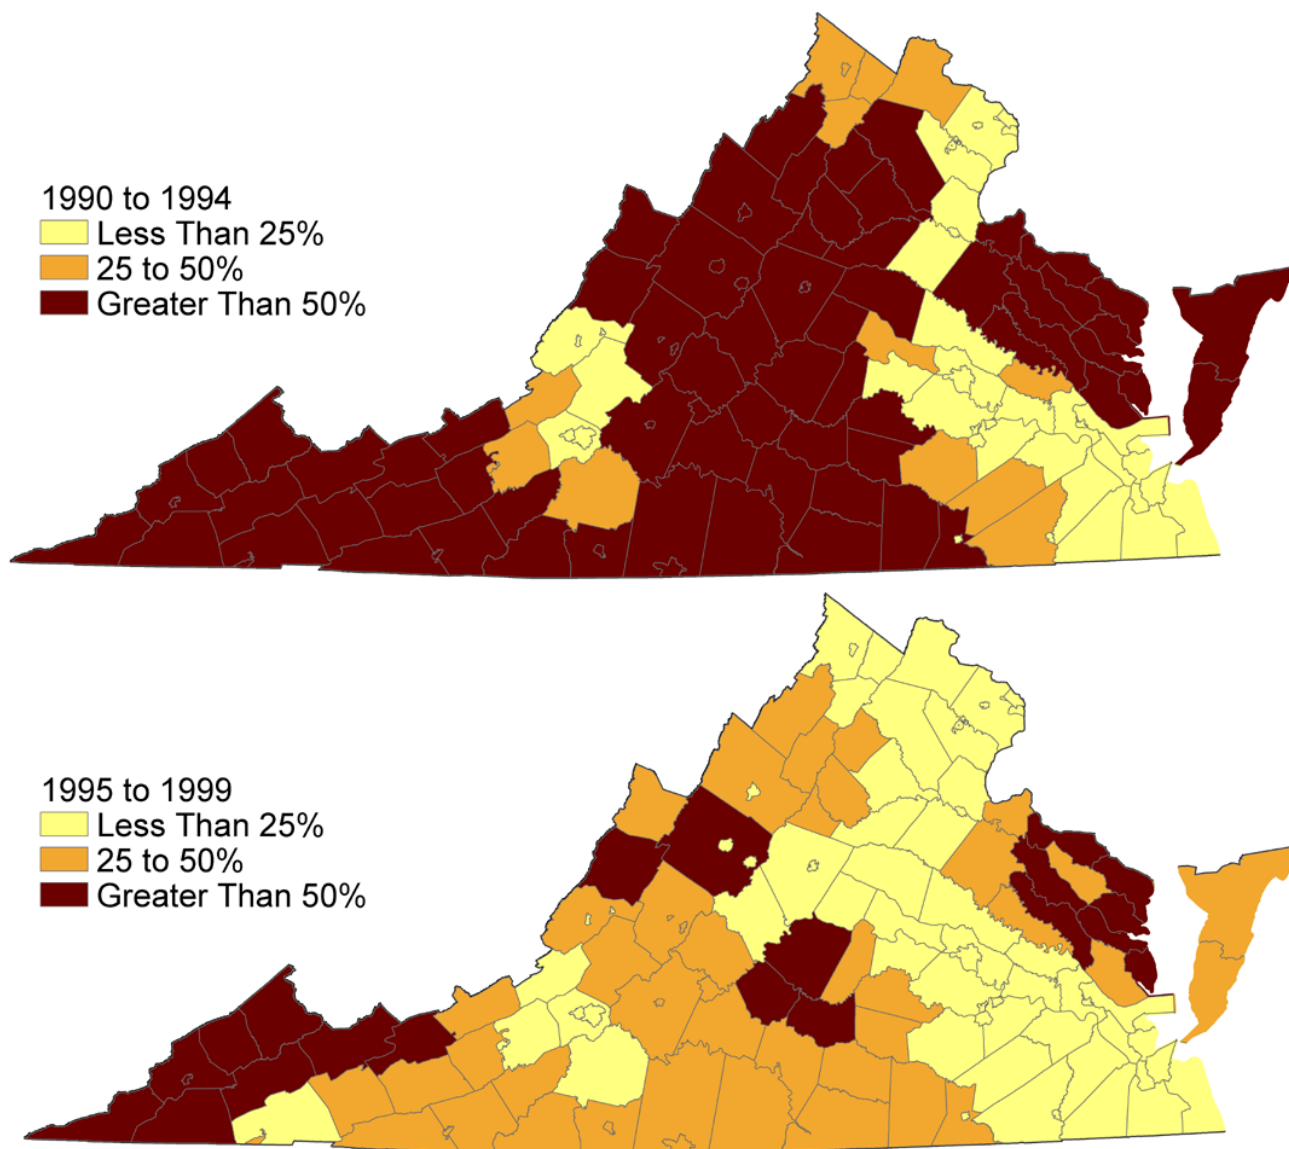 1990 to 1994
Less Than 25%
25 to 50%
Greater Than 50%
1995 to 1999
Less Than 25%
25 to 50%
Greater Than 50%